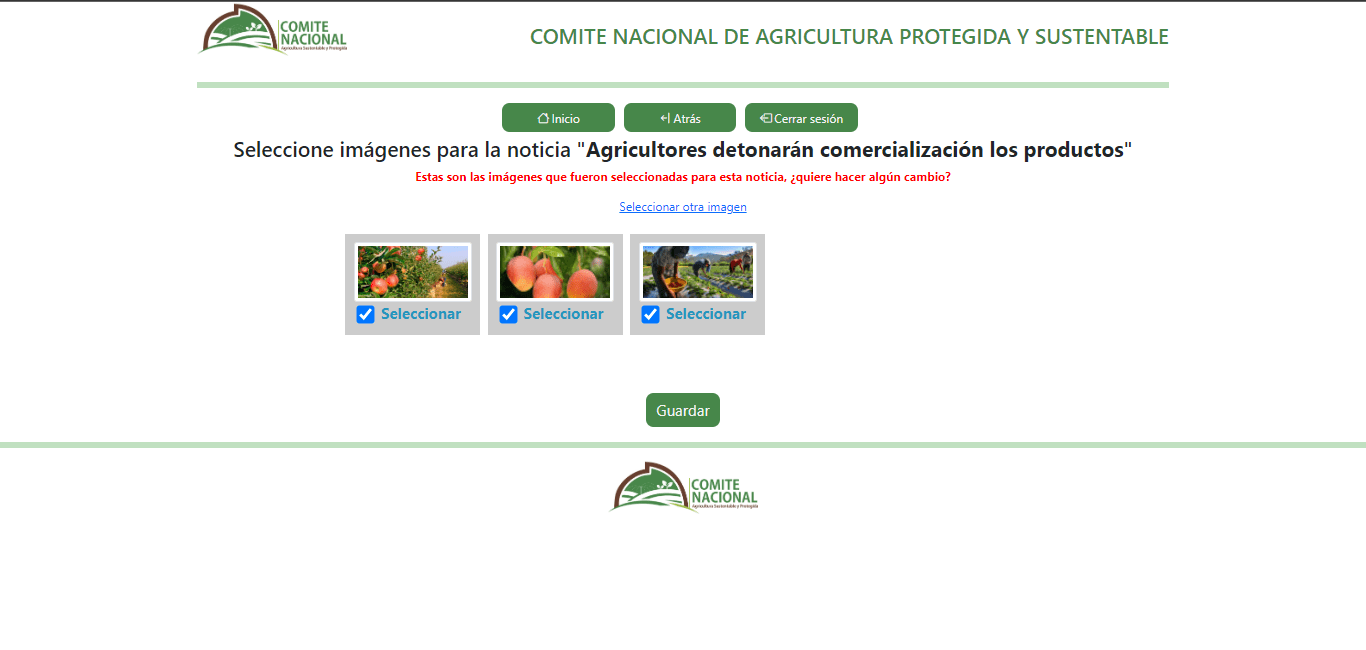 COMITE
NACIONAL
Agricultura Sustentable y Protegida
COMITE NACIONAL DE AGRICULTURA PROTEGIDA Y SUSTENTABLE
Inicio
Atrás
Cerrar sesión
Seleccione imágenes para la noticia "Agricultores detonarán comercialización los productos"
Estas son las imágenes que fueron seleccionadas para esta noticia, ¿quiere hacer algún cambio?
Seleccionar otra imagen
Seleccionar
Seleccionar
Seleccionar
Guardar
COMITE
NACIONAL
Agricultura Sustentable y Protegida